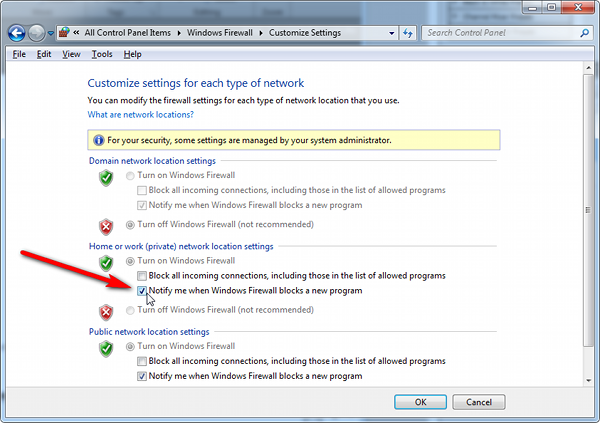 All Control Panel Items Windows Firewall Customize Settings Search Control Panel
File Edit View Tools Help
Customize settings for each type of network
You can modify the firewall settings for each type of network location that you use.
What are network locations?
For your security, some settings are managed by your system administrator.
Domain network location settings
Turn on Windows Firewall
Block all incoming connections, including those in the list of allowed programs
Notify me when Windows Firewall blocks a new program
Turn off Windows Firewall (not recommended)
Home or work (private) network location settings
Turn on Windows Firewall
Block all incoming connections, including those in the list of allowed programs
Notify me when Windows Firewall blocks a new program
Turn off Windows Firewall (not recommended)
Public network location settings
Turn on Windows Firewall
Block all incoming connections, including those in the list of allowed programs
Notify me when Windows Firewall blocks a new program
OK Cancel